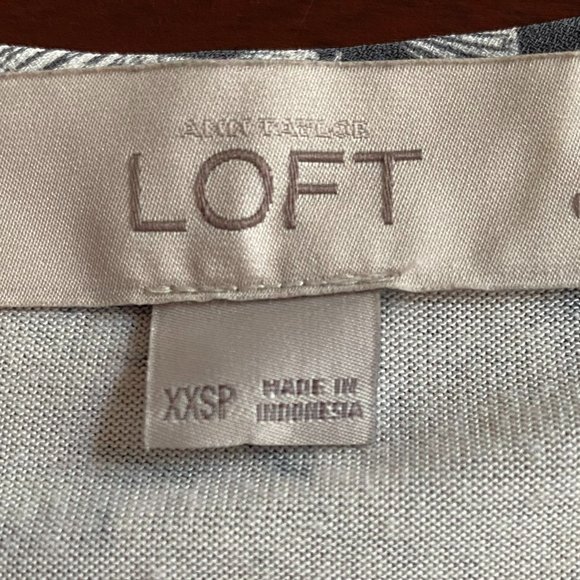 ANN TAYLOR
LOFT
XXSP
MADE IN
INDONESIA